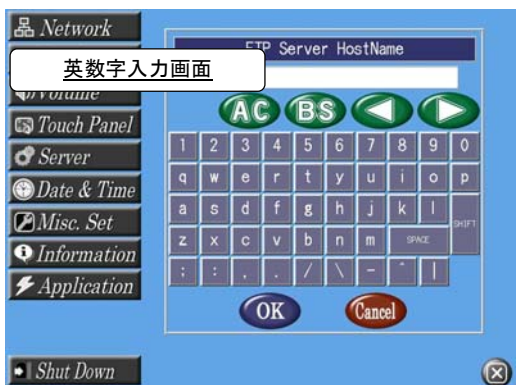 Network
英数字入力画面
FTP Server HostName
Volume
AC BS
Touch Panel
1 2 3 4 5 6 7 8 9 0
Server
q w e r t y u i o p
Date & Time
a s d f g h j k l
SHIFT
Misc. Set
z x c v b n m SPACE
Information
; : , . / \ - ^ |
Application
OK Cancel
Shut Down